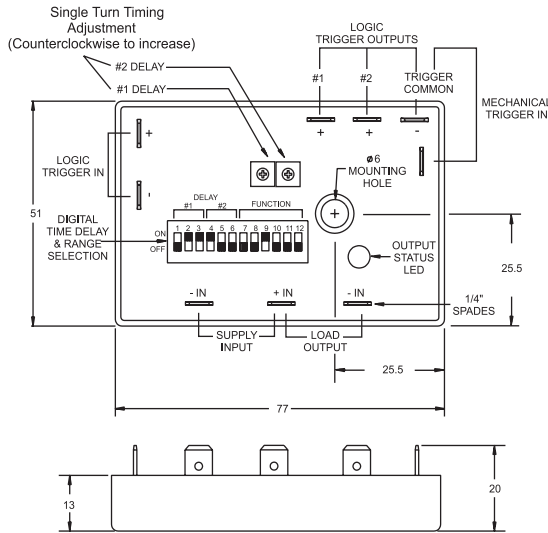 Single Turn Timing
Adjustment
(Counterclockwise to increase)
#2 DELAY
#1 DELAY
LOGIC
TRIGGER OUTPUTS
#1
#2
TRIGGER
COMMON
MECHANICAL
TRIGGER IN
+
+
-
+
LOGIC
TRIGGER IN
-
ø6
MOUNTING
HOLE
51
DIGITAL
TIME DELAY
& RANGE
SELECTION
DELAY
#1
#2
FUNCTION
ON
OFF
1 2 3 4 5 6 7 8 9 10 11 12
OUTPUT
STATUS
LED
25.5
- IN
+ IN
- IN
1/4"
SPADES
SUPPLY
INPUT
LOAD
OUTPUT
25.5
77
13
20